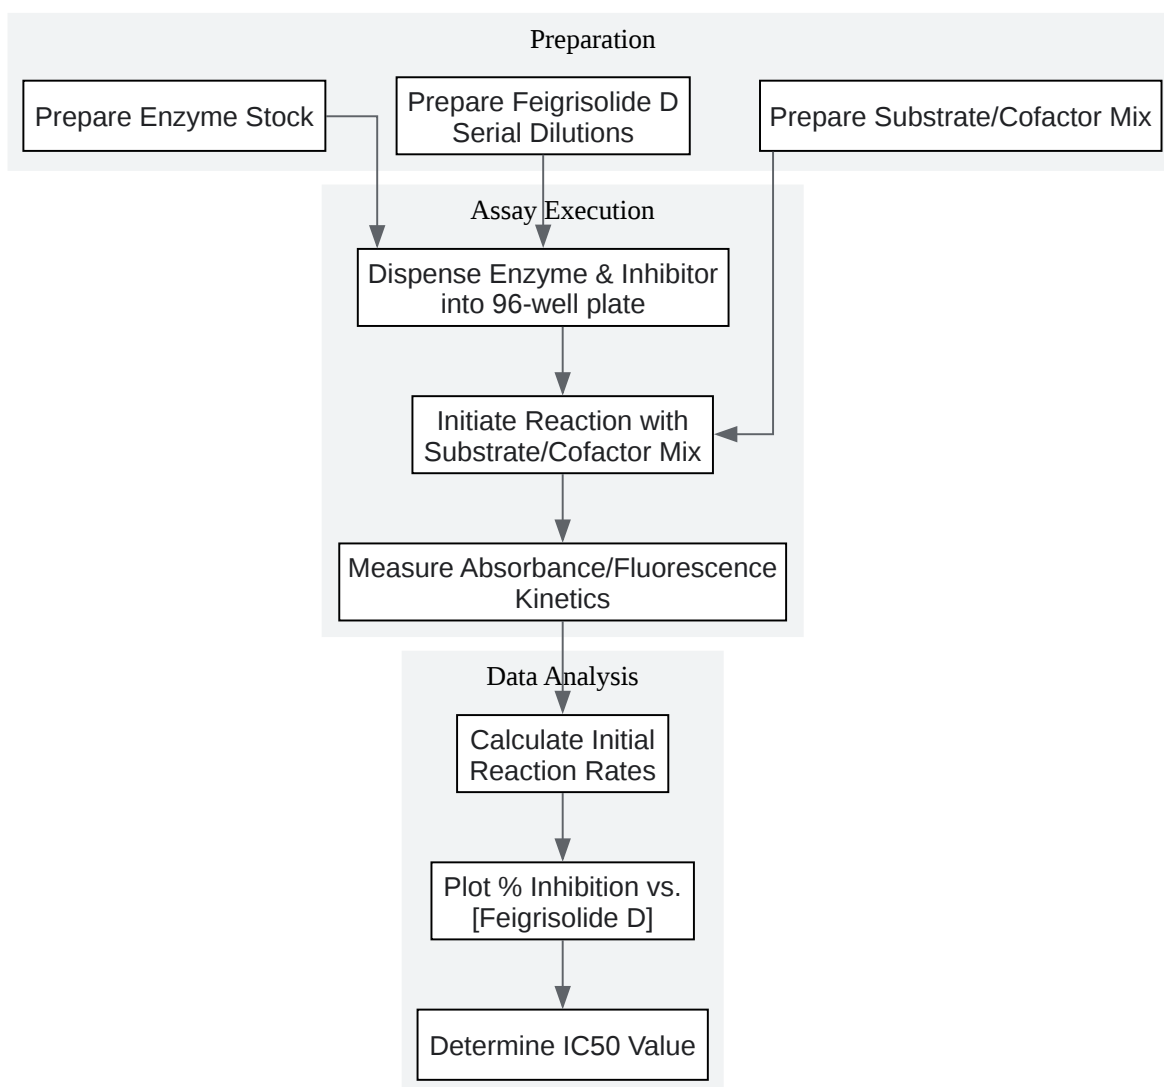 Preparation
Prepare Enzyme Stock
Prepare Feigrisolide D
Serial Dilutions
Prepare Substrate/Cofactor Mix
Assay Execution
Dispense Enzyme & Inhibitor
into 96-well plate
Initiate Reaction with
Substrate/Cofactor Mix
Measure Absorbance/Fluorescence
Kinetics
Data Analysis
Calculate Initial
Reaction Rates
Plot % Inhibition vs.
[Feigrisolide D]
Determine IC50 Value